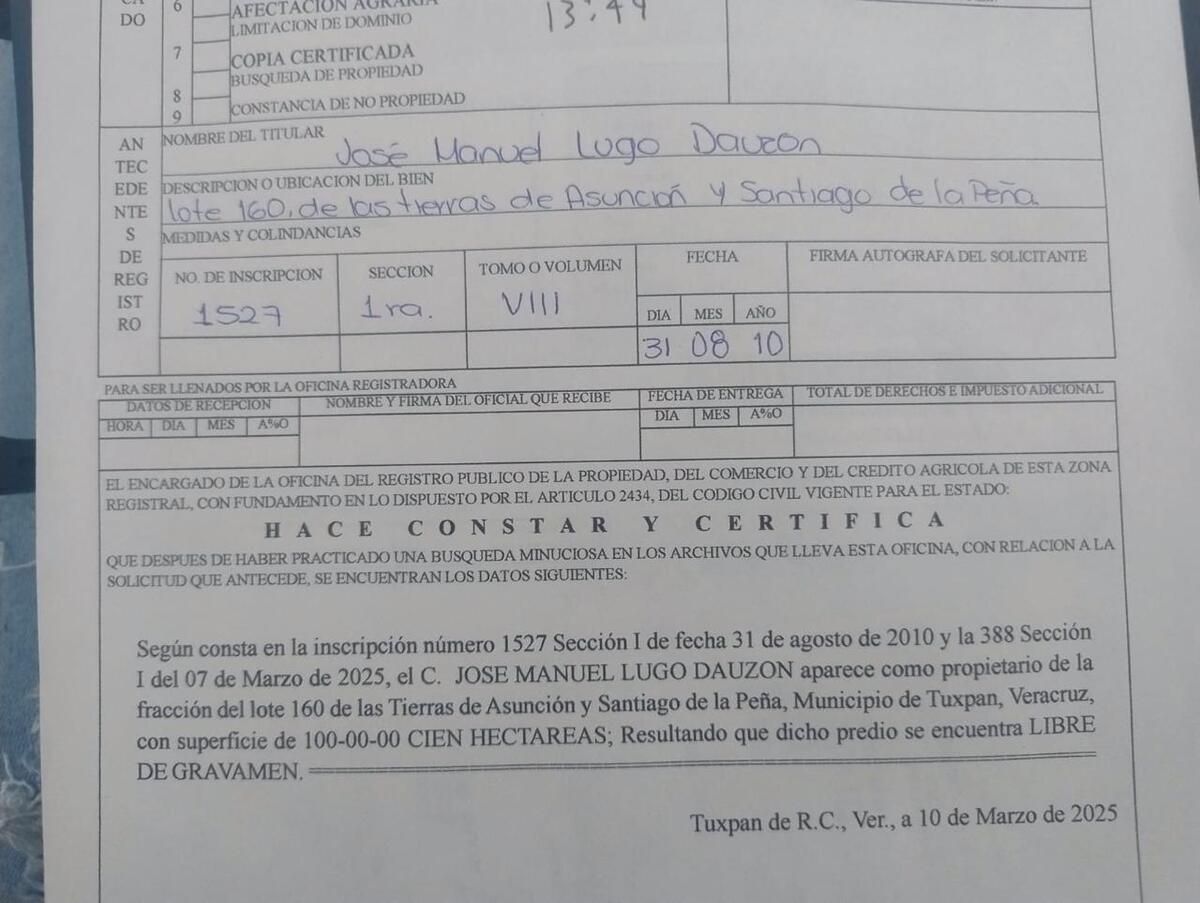 DO
6
AFECTACION AGRARIA
LIMITACION DE DOMINIO
13:44
7
COPIA CERTIFICADA
BUSQUEDA DE PROPIEDAD
8
9
CONSTANCIA DE NO PROPIEDAD
AN
TEC
EDE
NTE
S
DE
REG
IST
RO
NOMBRE DEL TITULAR
José Manuel Lugo Dauzon
DESCRIPCION O UBICACION DEL BIEN
lote 160, de las tierras de Asunción y Santiago de la Peña.
MEDIDAS Y COLINDANCIAS
NO. DE INSCRIPCION SECCION TOMO O VOLUMEN FECHA FIRMA AUTOGRAFA DEL SOLICITANTE
1527 1ra. VIII
DIA MES AÑO
31 08 10
PARA SER LLENADOS POR LA OFICINA REGISTRADORA
DATOS DE RECEPCION NOMBRE Y FIRMA DEL OFICIAL QUE RECIBE FECHA DE ENTREGA TOTAL DE DERECHOS E IMPUESTO ADICIONAL
HORA DIA MES A%O DIA MES A%O
EL ENCARGADO DE LA OFICINA DEL REGISTRO PUBLICO DE LA PROPIEDAD, DEL COMERCIO Y DEL CREDITO AGRICOLA DE ESTA ZONA
REGISTRAL, CON FUNDAMENTO EN LO DISPUESTO POR EL ARTICULO 2434, DEL CODIGO CIVIL VIGENTE PARA EL ESTADO:
HACE CONSTAR Y CERTIFICA
QUE DESPUES DE HABER PRACTICADO UNA BUSQUEDA MINUCIOSA EN LOS ARCHIVOS QUE LLEVA ESTA OFICINA, CON RELACION A LA
SOLICITUD QUE ANTECEDE, SE ENCUENTRAN LOS DATOS SIGUIENTES:
Según consta en la inscripción número 1527 Sección I de fecha 31 de agosto de 2010 y la 388 Sección
I del 07 de Marzo de 2025, el C. JOSE MANUEL LUGO DAUZON aparece como propietario de la
fracción del lote 160 de las Tierras de Asunción y Santiago de la Peña, Municipio de Tuxpan, Veracruz,
con superficie de 100-00-00 CIEN HECTAREAS; Resultando que dicho predio se encuentra LIBRE
DE GRAVAMEN.
Tuxpan de R.C., Ver., a 10 de Marzo de 2025